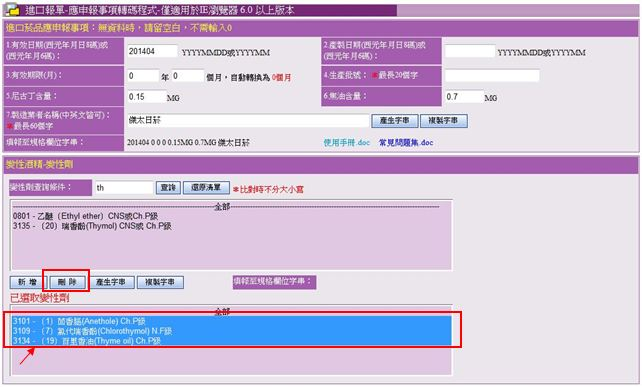 進口報單-應申報事項轉碼程式-僅適用於IE瀏覽器 6.0 以上版本
進口菸品應申報事項：無資料時，請留空白，不需輸入0
1.有效日期(西元年月日8碼)或(西元年月6碼)： 201404 YYYYMMDD或YYYYMM 2.產製日期(西元年月日8碼)或(西元年月6碼)： YYYYMMDD或YYYYMM
3.有效期限(月)： 0 年 0 個月，自動轉換為 0個月 4.生產批號：＊最長20個字
5.尼古丁含量： 0.15 MG 6.焦油含量： 0.7 MG
7.製造業者名稱(中英文皆可)：＊最長60個字 傑太日菸 產生字串 複製字串
填報至規格欄位字串： 201404 0 0 0 0.15MG 0.7MG 傑太日菸 使用手冊.doc 常見問題集.doc
變性酒精-變性劑
變性劑查詢條件： th 查詢 還原清單 ＊比對時不分大小寫
全部
0801 - 乙醚（Ethyl ether）CNS或Ch.P級
3135 -（20）瑞香酚(Thymol) CNS或 Ch.P級
新 增 刪 除 產生字串 複製字串 填報至規格欄位字串：
已選取變性劑
全部
3101 -（1）茴香腦(Anethole) Ch.P級
3109 -（7）氯代瑞香酚(Chlorothymol) N.F級
3134 -（19）百里香油(Thyme oil) Ch.P級